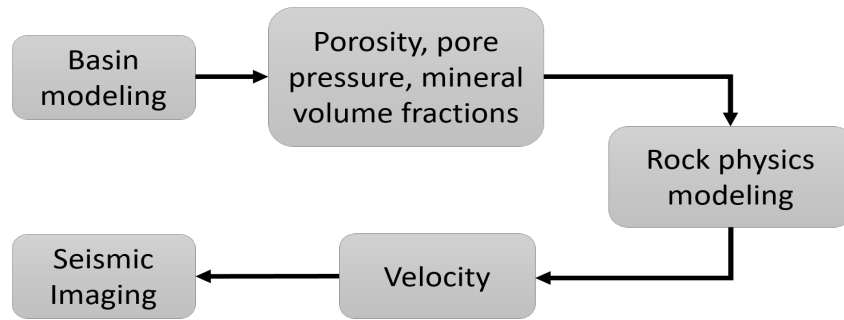 Basin
modeling
Porosity, pore
pressure, mineral
volume fractions
Rock physics
modeling
Velocity
Seismic
Imaging